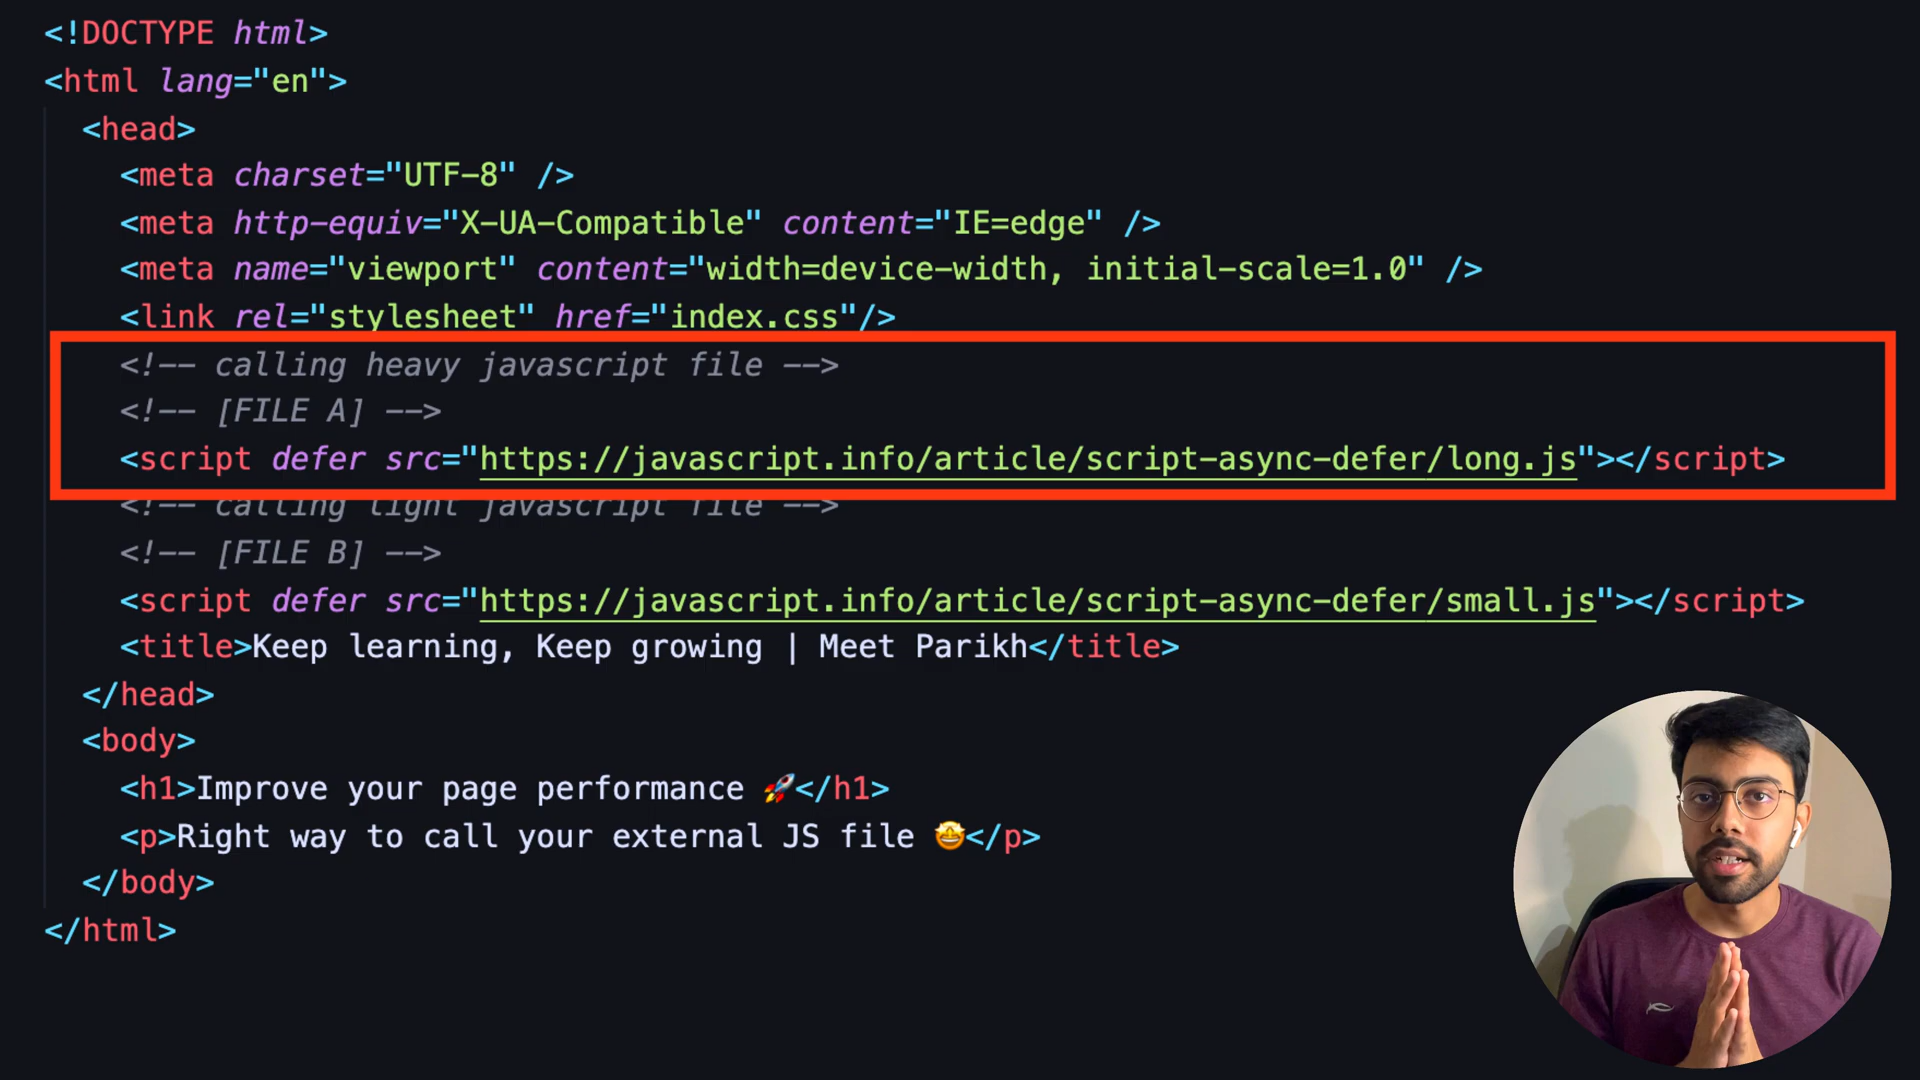 <!DOCTYPE html>
<html lang="en">
<head>
<meta charset="UTF-8" />
<meta http-equiv="X-UA-Compatible" content="IE=edge" />
<meta name="viewport" content="width=device-width, initial-scale=1.0" />
<link rel="stylesheet" href="index.css"/>
<!-- calling heavy javascript file -->
<!-- [FILE A] -->
<script defer src="https://javascript.info/article/script-async-defer/long.js"></script>
<!-- calling light javascript file -->
<!-- [FILE B] -->
<script defer src="https://javascript.info/article/script-async-defer/small.js"></script>
<title>Keep learning, Keep growing | Meet Parikh</title>
</head>
<body>
<h1>Improve your page performance 🚀</h1>
<p>Right way to call your external JS file 🤩</p>
</body>
</html>